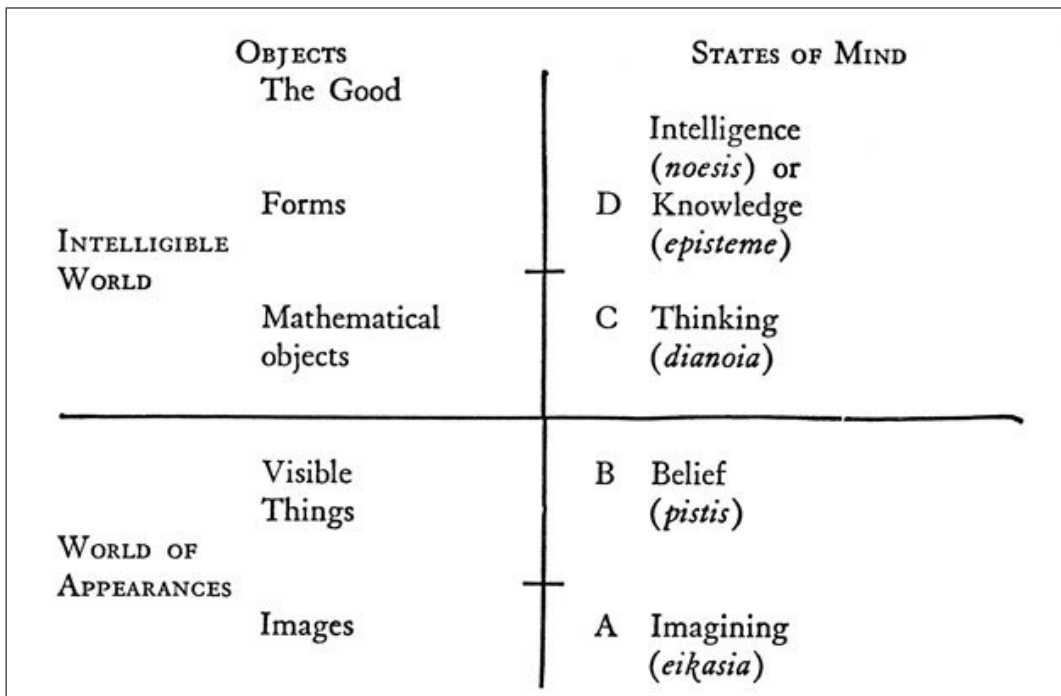 OBJECTS
STATES OF MIND
The Good
Intelligence
(noesis) or
Forms
D Knowledge
(episteme)
INTELLIGIBLE
WORLD
Mathematical
objects
C Thinking
(dianoia)
Visible
Things
B Belief
(pistis)
WORLD OF
APPEARANCES
Images
A Imagining
(eikasia)